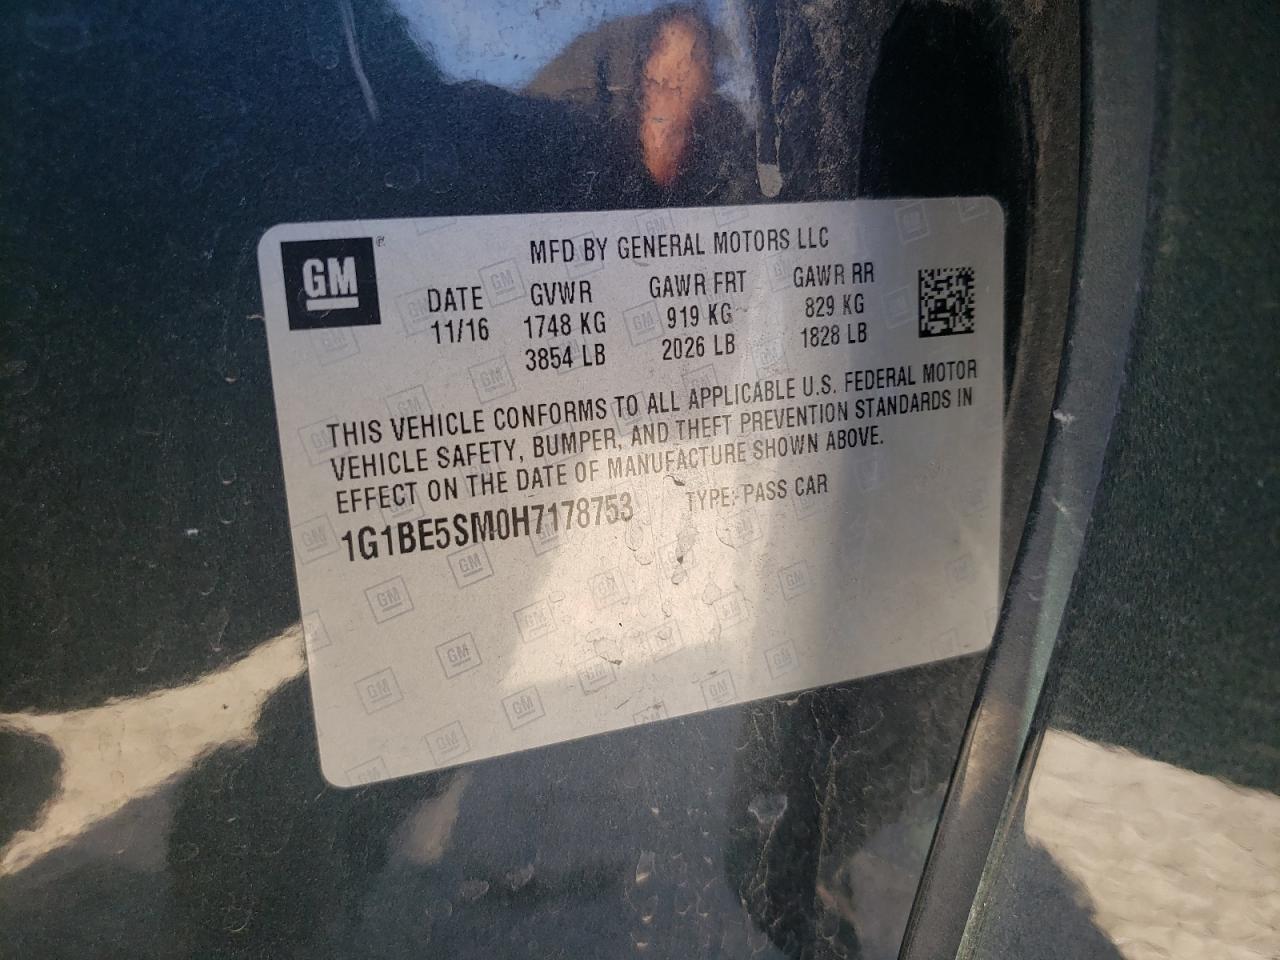 GM
MFD BY GENERAL MOTORS LLC
DATE GVWR GAWR FRT GAWR RR
11/16 1748 KG 919 KG 829 KG
3854 LB 2026 LB 1828 LB
THIS VEHICLE CONFORMS TO ALL APPLICABLE U.S. FEDERAL MOTOR
VEHICLE SAFETY, BUMPER, AND THEFT PREVENTION STANDARDS IN
EFFECT ON THE DATE OF MANUFACTURE SHOWN ABOVE.
1G1BE5SM0H7178753 TYPE: PASS CAR